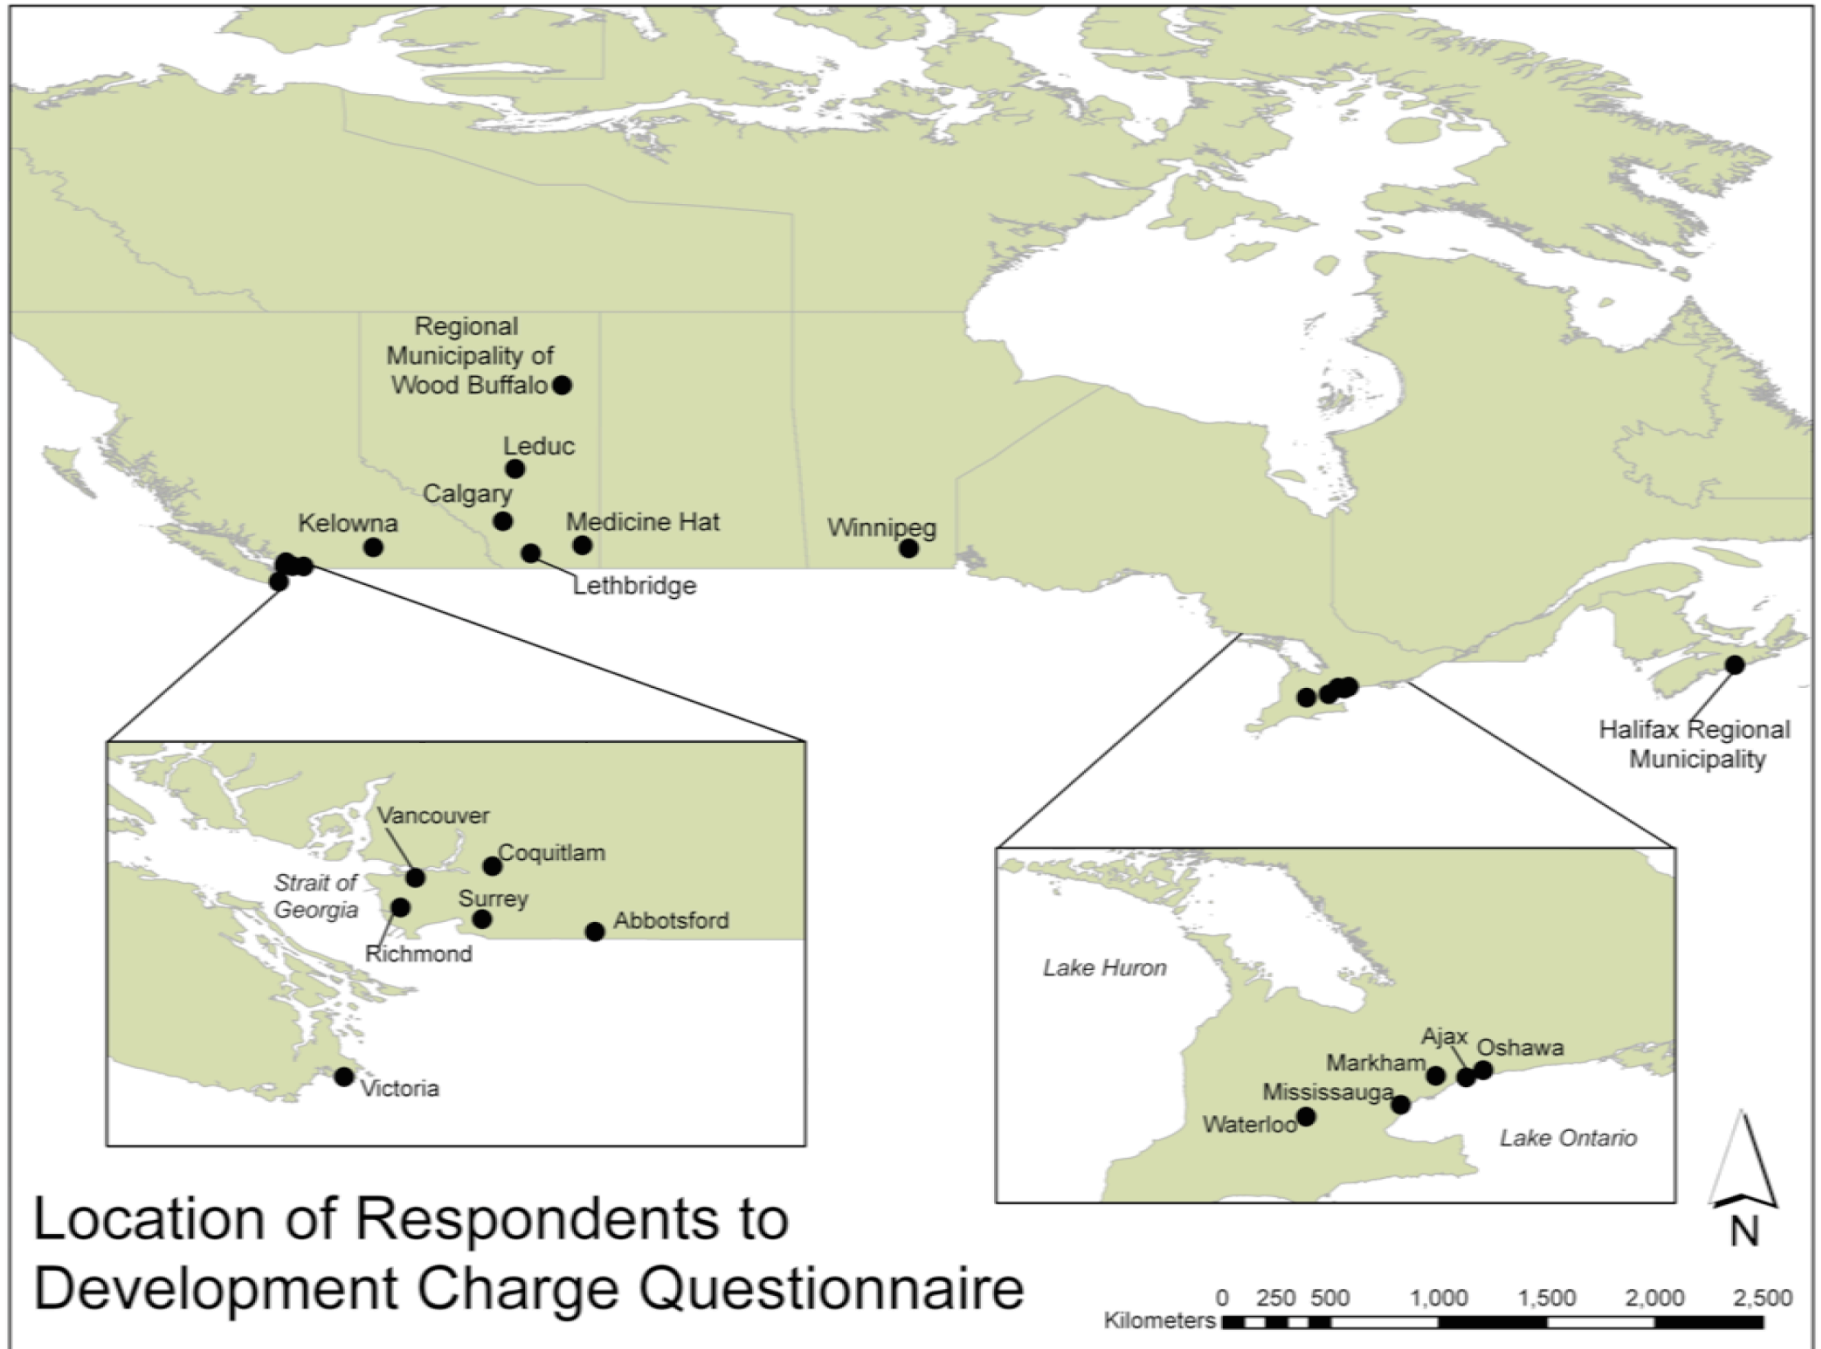 Regional
Municipality of
Wood Buffalo
Leduc
Calgary
Kelowna
Medicine Hat
Winnipeg
Lethbridge
Halifax Regional
Municipality
Vancouver
Coquitlam
Strait of
Georgia
Surrey
Abbotsford
Richmond
Victoria
Lake Huron
Ajax
Oshawa
Markham
Mississauga
Waterloo
Lake Ontario
N
Location of Respondents to
Development Charge Questionnaire
0 250 500 1,000 1,500 2,000 2,500
Kilometers